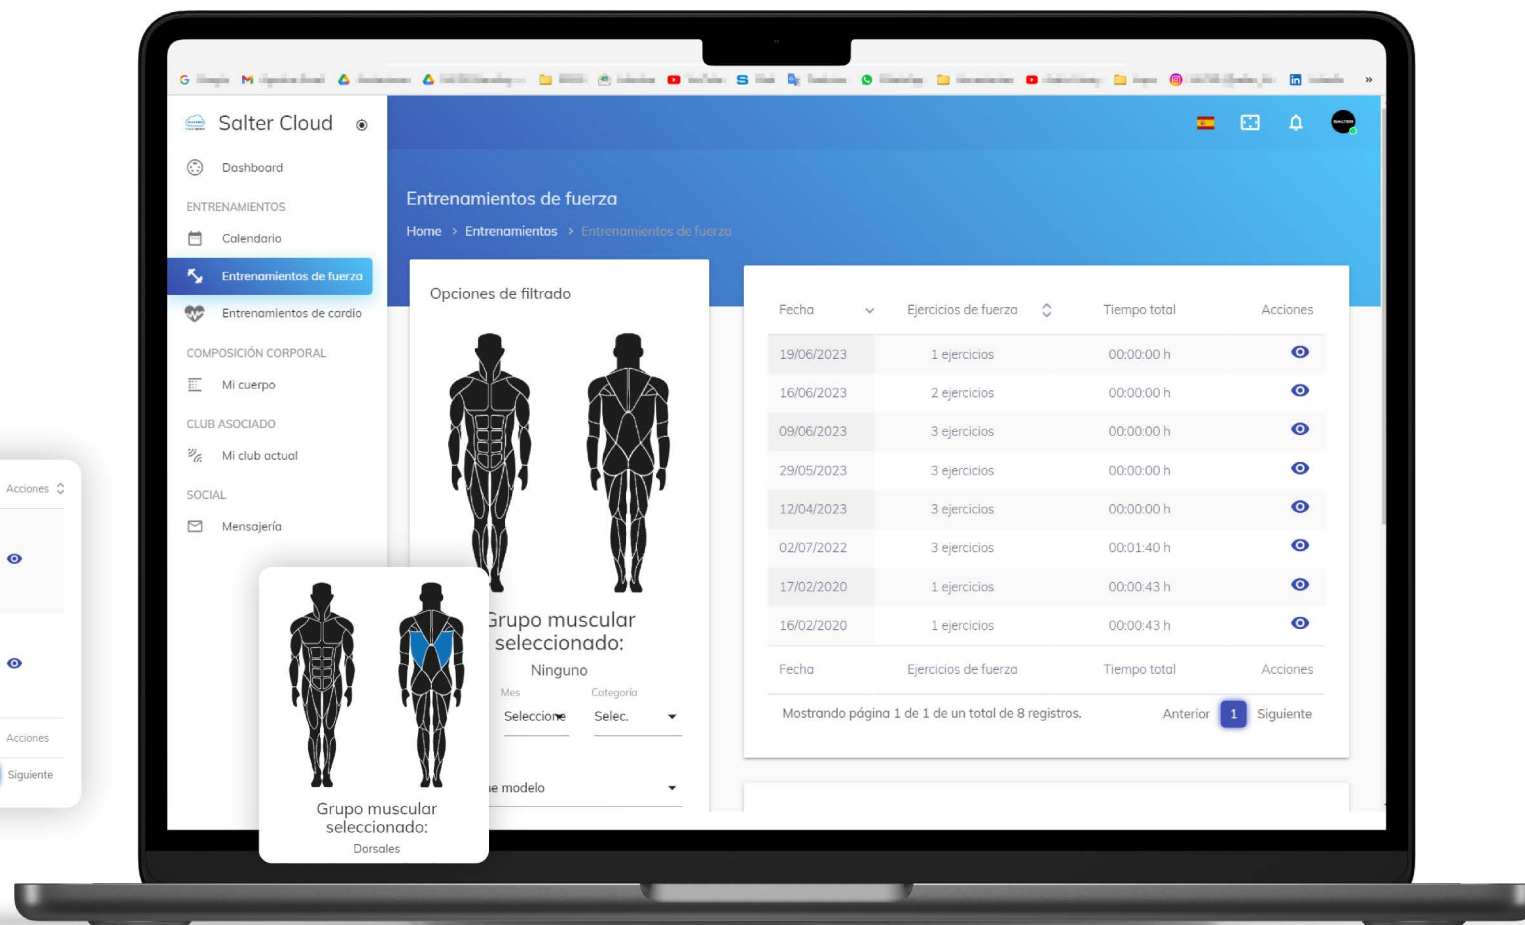 Salter Cloud
Dashboard
ENTRENAMIENTOS
Calendario
Entrenamientos de fuerza
Entrenamientos de cardio
COMPOSICIÓN CORPORAL
Mi cuerpo
CLUB ASOCIADO
Mi club actual
SOCIAL
Mensajería
Entrenamientos de fuerza
Home > Entrenamientos > Entrenamientos de fuerza
Opciones de filtrado
Grupo muscular
seleccionado:
Ninguno
Mes Categoría
Seleccione Selec.
modelo
Fecha Ejercicios de fuerza Tiempo total Acciones
19/06/2023 1 ejercicios 00:00:00 h
16/06/2023 2 ejercicios 00:00:00 h
09/06/2023 3 ejercicios 00:00:00 h
29/05/2023 3 ejercicios 00:00:00 h
12/04/2023 3 ejercicios 00:00:00 h
02/07/2022 3 ejercicios 00:01:40 h
17/02/2020 1 ejercicios 00:00:43 h
16/02/2020 1 ejercicios 00:00:43 h
Fecha Ejercicios de fuerza Tiempo total Acciones
Mostrando página 1 de 1 de un total de 8 registros. Anterior 1 Siguiente
Grupo muscular
seleccionado:
Dorsales
Acciones
Acciones
Siguiente